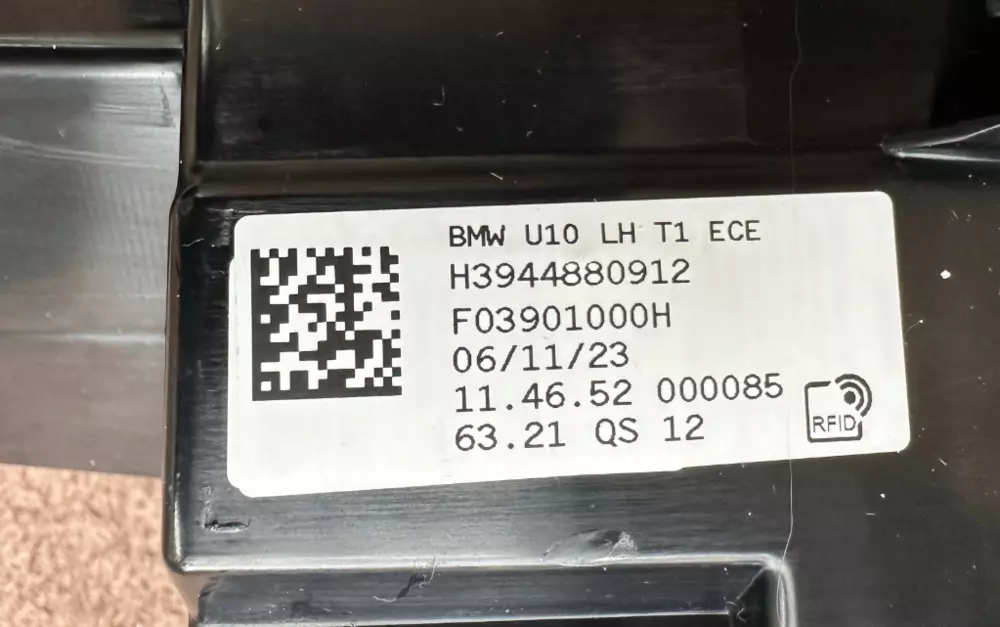 BMW U10 LH T1 ECE
H3944880912
F03901000H
06/11/23
11.46.52 000085
63.21 QS 12
RFID